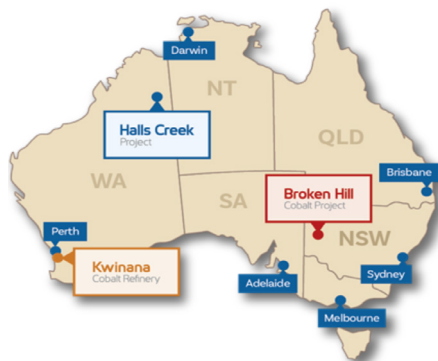 Darwin
NT
Halls Creek
Project
QLD
WA
Brisbane
SA
Broken Hill
Cobalt Project
Perth
NSW
Kwinana
Cobalt Refinery
Adelaide
Sydney
Melbourne